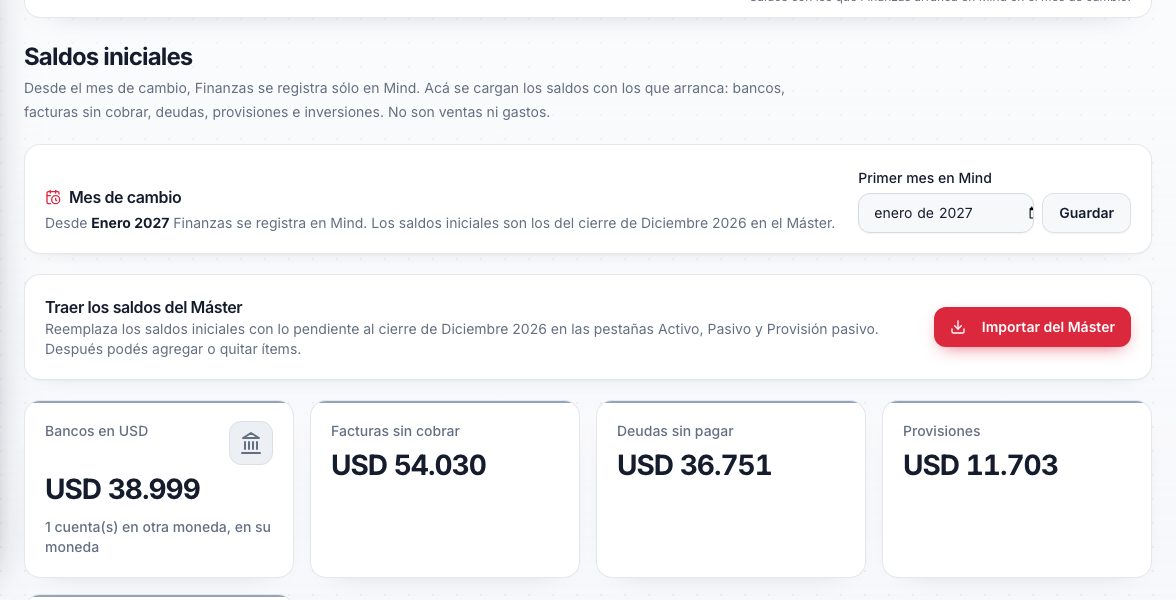 Saldos iniciales
Desde el mes de cambio, Finanzas se registra sólo en Mind. Acá se cargan los saldos con los que arranca: bancos,
facturas sin cobrar, deudas, provisiones e inversiones. No son ventas ni gastos.
Mes de cambio
Desde Enero 2027 Finanzas se registra en Mind. Los saldos iniciales son los del cierre de Diciembre 2026 en el Máster.
Primer mes en Mind
enero de 2027
Guardar
Traer los saldos del Máster
Reemplaza los saldos iniciales con lo pendiente al cierre de Diciembre 2026 en las pestañas Activo, Pasivo y Provisión pasivo.
Después podés agregar o quitar ítems.
Importar del Máster
Bancos en USD
USD 38.999
1 cuenta(s) en otra moneda, en su
moneda
Facturas sin cobrar
USD 54.030
Deudas sin pagar
USD 36.751
Provisiones
USD 11.703